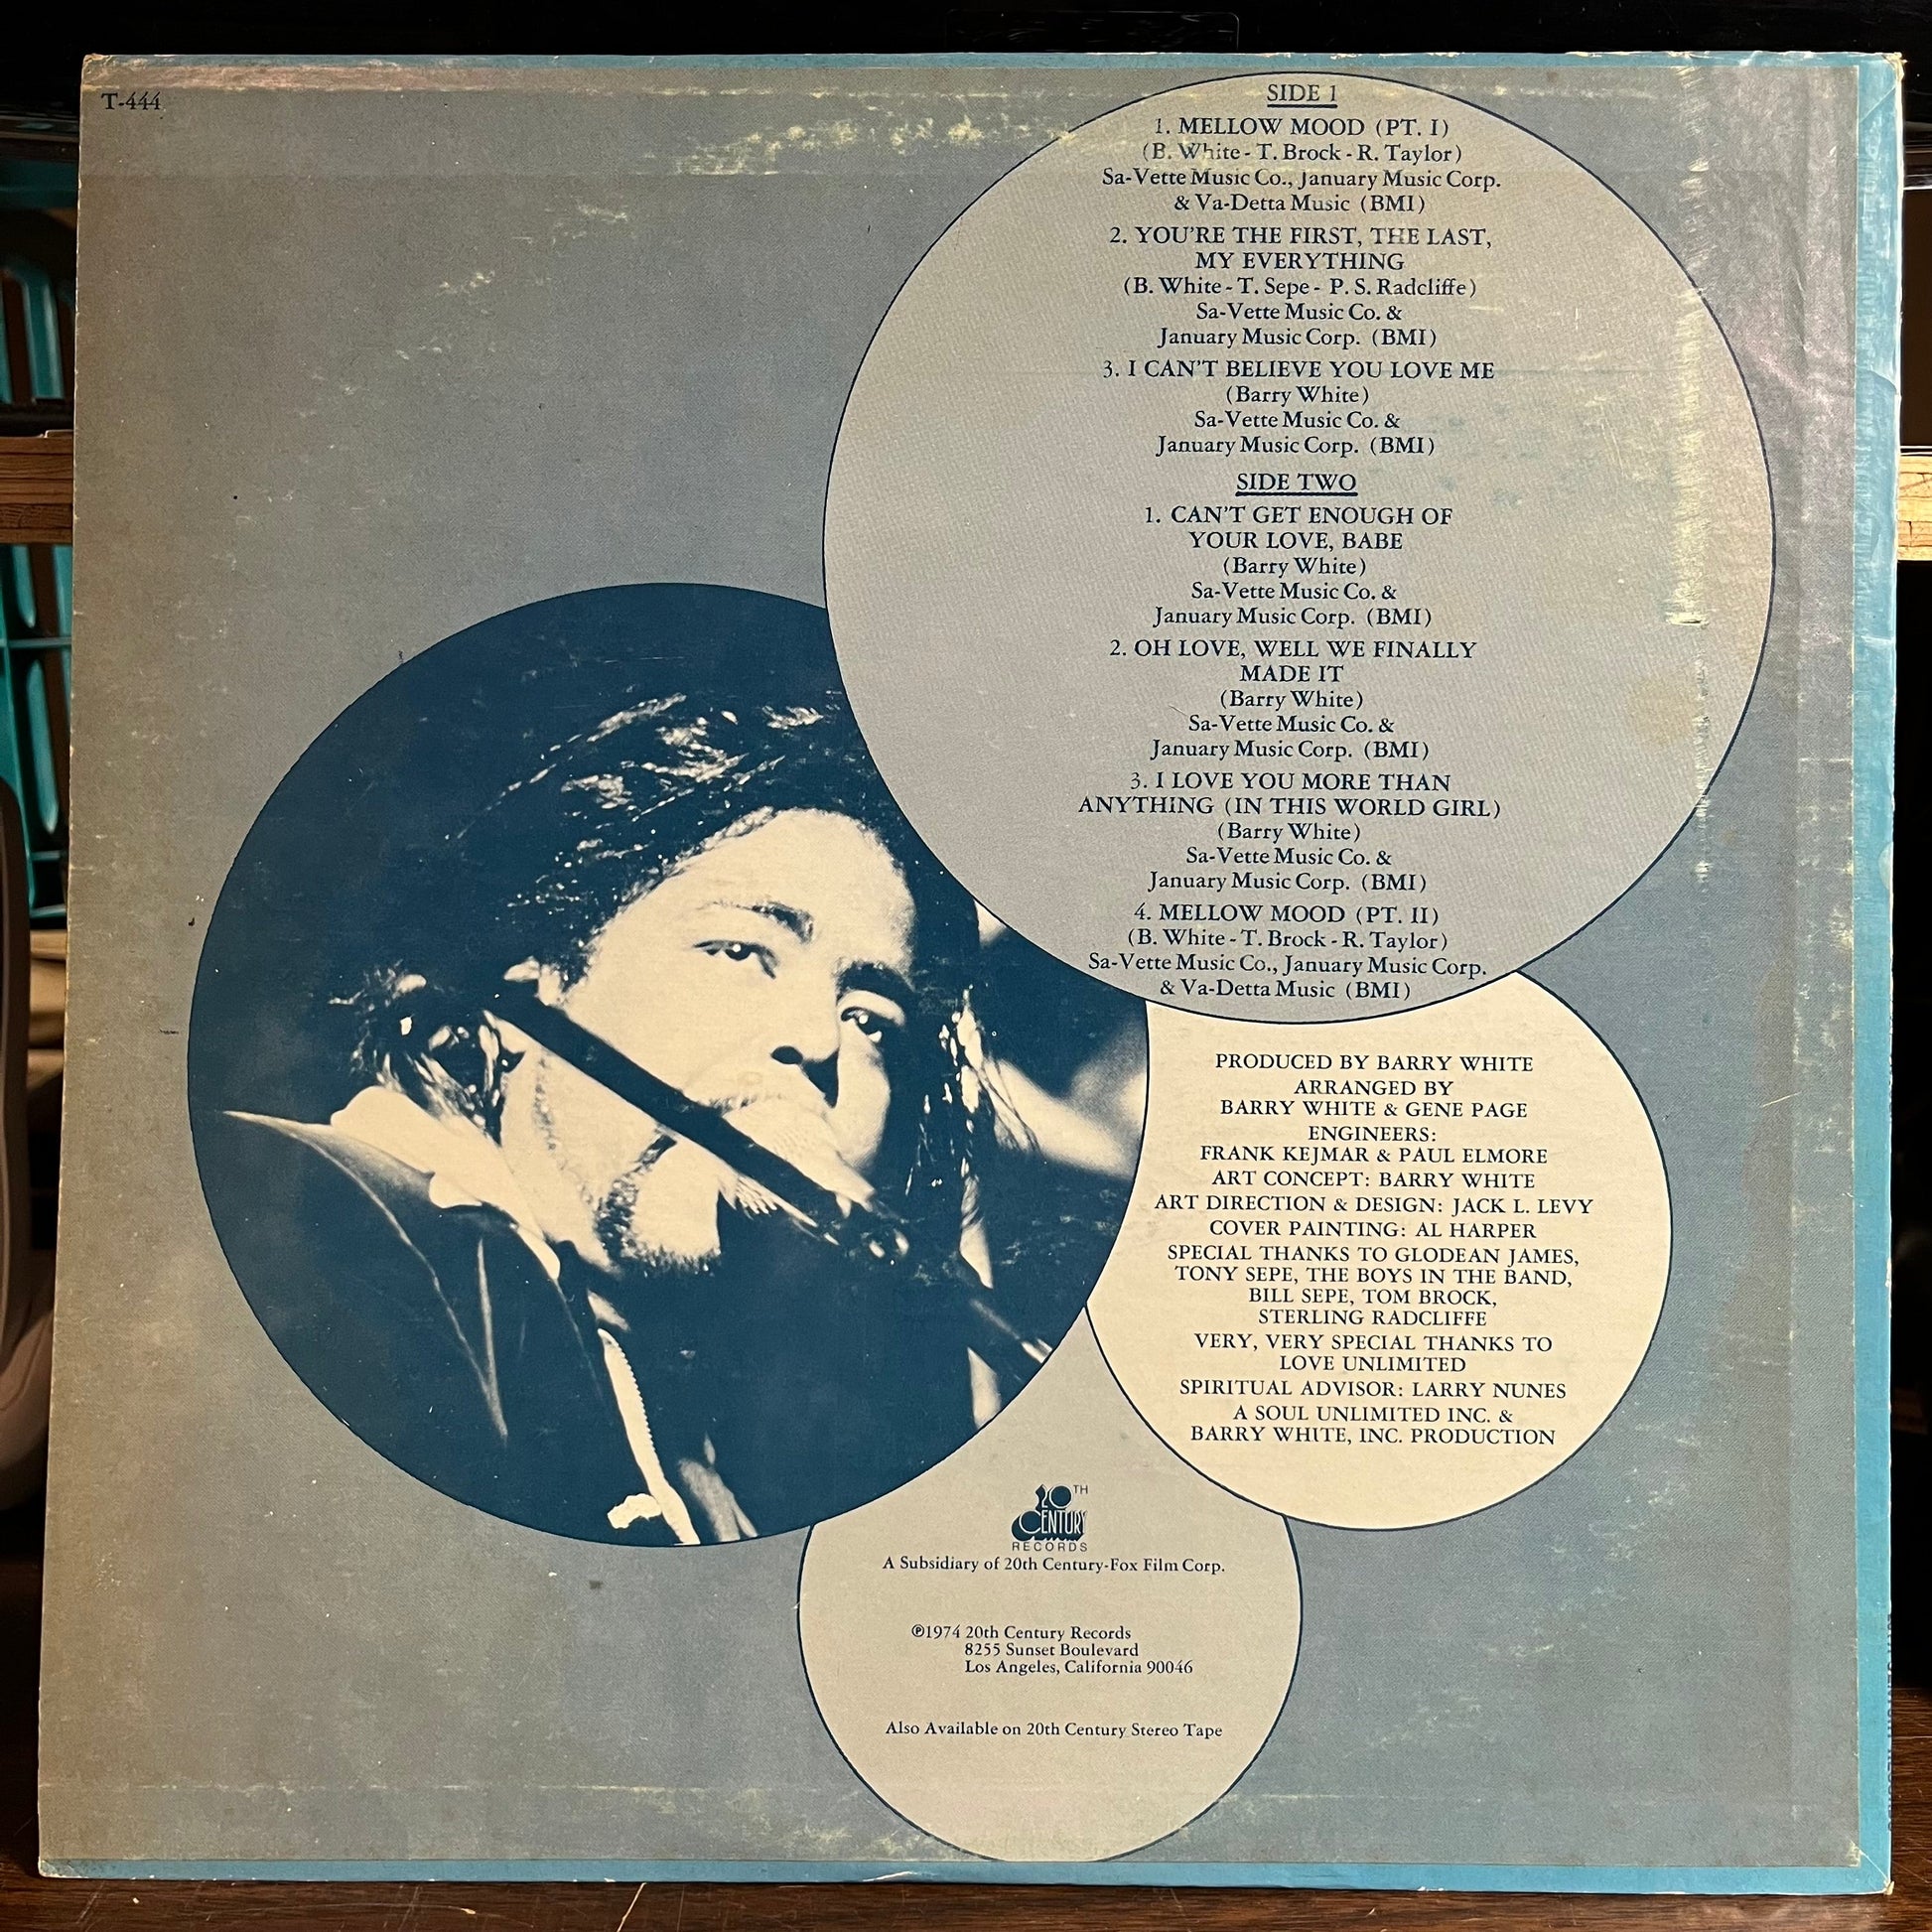 T-444
SIDE 1
1. MELLOW MOOD (PT. I)
(B. White - T. Brock - R. Taylor)
Sa-Vette Music Co., January Music Corp.
& Va-Detta Music (BMI)
2. YOU'RE THE FIRST, THE LAST,
MY EVERYTHING
(B. White - T. Sepe - P. S. Radcliffe)
Sa-Vette Music Co. &
January Music Corp. (BMI)
3. I CAN'T BELIEVE YOU LOVE ME
(Barry White)
Sa-Vette Music Co. &
January Music Corp. (BMI)
SIDE TWO
1. CAN'T GET ENOUGH OF
YOUR LOVE, BABE
(Barry White)
Sa-Vette Music Co. &
January Music Corp. (BMI)
2. OH LOVE, WELL WE FINALLY
MADE IT
(Barry White)
Sa-Vette Music Co. &
January Music Corp. (BMI)
3. I LOVE YOU MORE THAN
ANYTHING (IN THIS WORLD GIRL)
(Barry White)
Sa-Vette Music Co. &
January Music Corp. (BMI)
4. MELLOW MOOD (PT. II)
(B. White - T. Brock - R. Taylor)
Sa-Vette Music Co., January Music Corp.
& Va-Detta Music (BMI)
PRODUCED BY BARRY WHITE
ARRANGED BY
BARRY WHITE & GENE PAGE
ENGINEERS:
FRANK KEJMAR & PAUL ELMORE
ART CONCEPT: BARRY WHITE
ART DIRECTION & DESIGN: JACK L. LEVY
COVER PAINTING: AL HARPER
SPECIAL THANKS TO GLODEAN JAMES,
TONY SEPE, THE BOYS IN THE BAND,
BILL SEPE, TOM BROCK,
STERLING RADCLIFFE
VERY, VERY SPECIAL THANKS TO
LOVE UNLIMITED
SPIRITUAL ADVISOR: LARRY NUNES
A SOUL UNLIMITED INC. &
BARRY WHITE, INC. PRODUCTION
20TH
CENTURY
RECORDS
A Subsidiary of 20th Century-Fox Film Corp.
℗1974 20th Century Records
8255 Sunset Boulevard
Los Angeles, California 90046
Also Available on 20th Century Stereo Tape